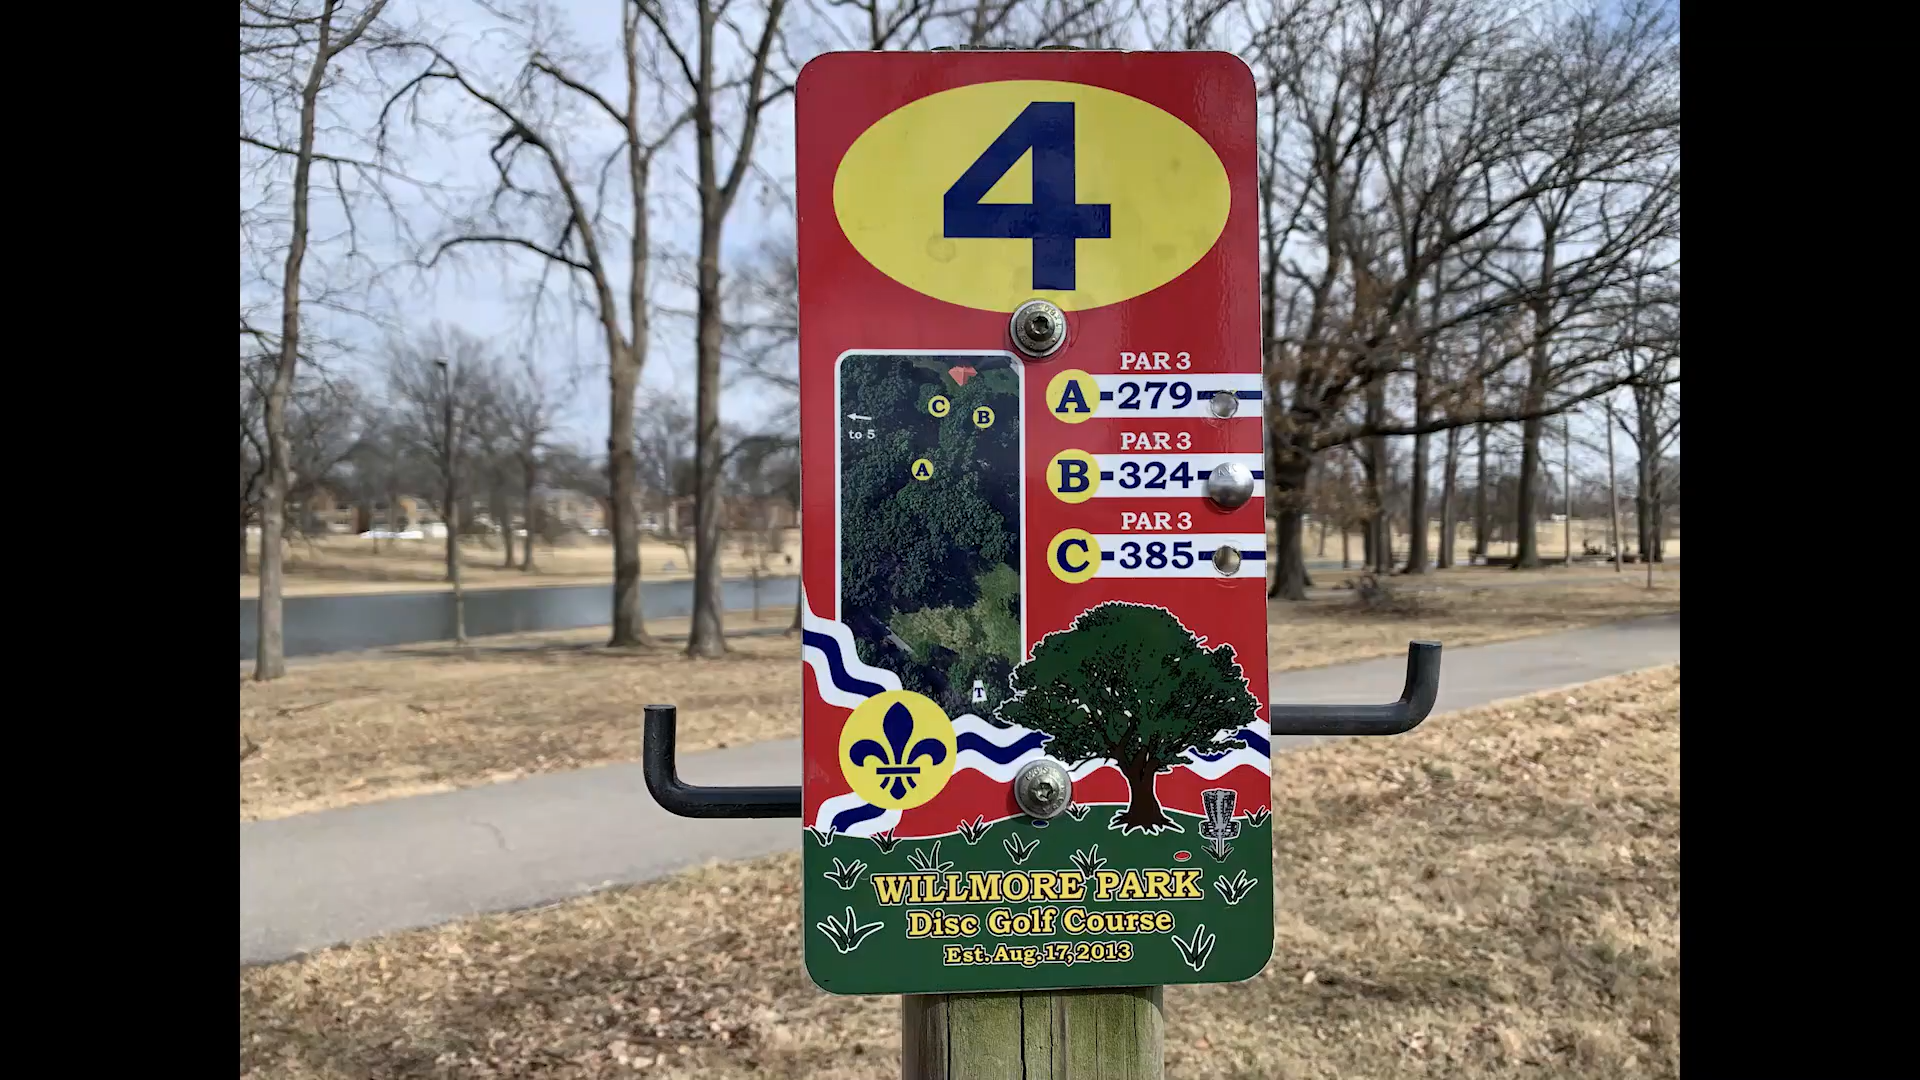 4
PAR 3
A-279
PAR 3
B-324
PAR 3
C-385
C
B
to 5
A
T
WILLMORE PARK
Disc Golf Course
Est. Aug. 17, 2013